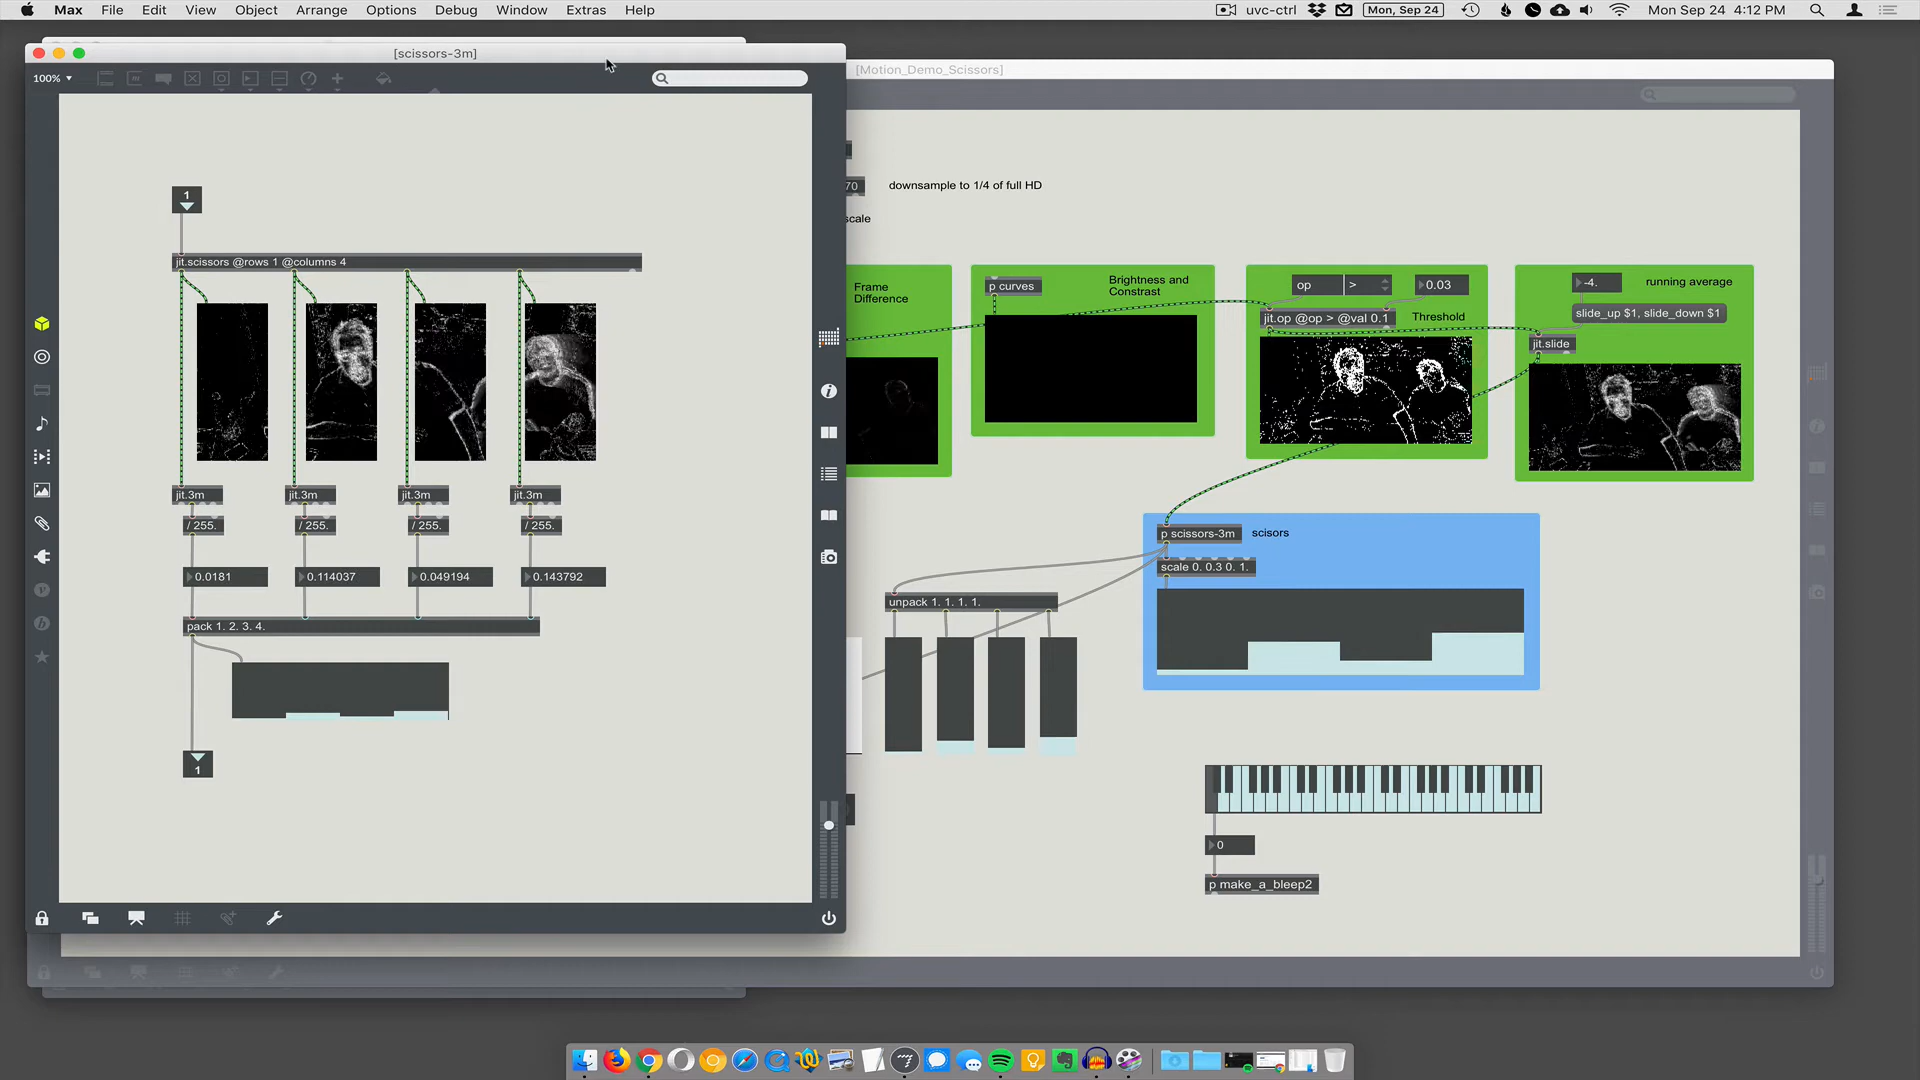 Max File Edit View Object Arrange Options Debug Window Extras Help
uvc-ctrl Mon, Sep 24 Mon Sep 24 4:12 PM
[scissors-3m]
[Motion_Demo_Scissors]
100%
1
jit.scissors @rows 1 @columns 4
jit.3m jit.3m jit.3m jit.3m
/ 255. / 255. / 255. / 255.
0.0181 0.114037 0.049194 0.143792
pack 1. 2. 3. 4.
1
70 downsample to 1/4 of full HD
scale
Frame
Difference
p curves
Brightness and
Constrast
op > 0.03
jit.op @op > @val 0.1 Threshold
-4. running average
slide_up $1, slide_down $1
jit.slide
p scissors-3m scisors
scale 0. 0.3 0. 1.
unpack 1. 1. 1. 1.
0
p make_a_bleep2